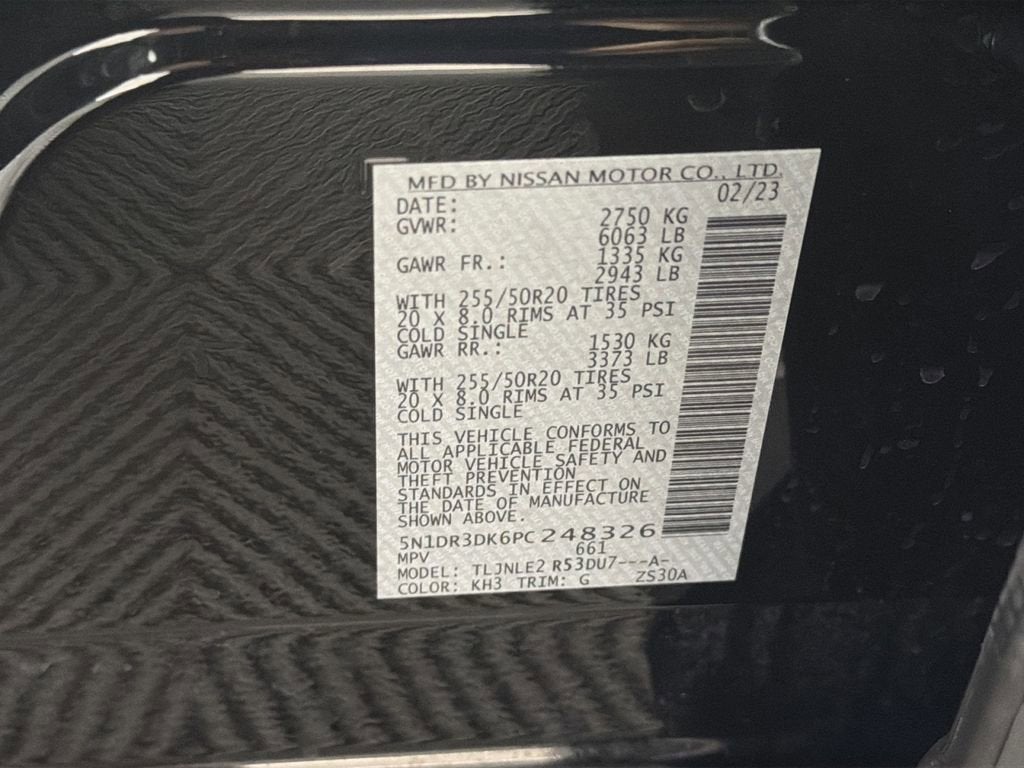 MFD BY NISSAN MOTOR CO., LTD.
DATE: 02/23
GVWR: 2750 KG
6063 LB
GAWR FR.: 1335 KG
2943 LB
WITH 255/50R20 TIRES
20 X 8.0 RIMS AT 35 PSI
COLD SINGLE
GAWR RR.: 1530 KG
3373 LB
WITH 255/50R20 TIRES
20 X 8.0 RIMS AT 35 PSI
COLD SINGLE
THIS VEHICLE CONFORMS TO
ALL APPLICABLE FEDERAL
MOTOR VEHICLE SAFETY AND
THEFT PREVENTION
STANDARDS IN EFFECT ON
THE DATE OF MANUFACTURE
SHOWN ABOVE.
5N1DR3DK6PC 248326
MPV 661
MODEL: TLJNLE2 R53DU7---A-
COLOR: KH3 TRIM: G ZS30A